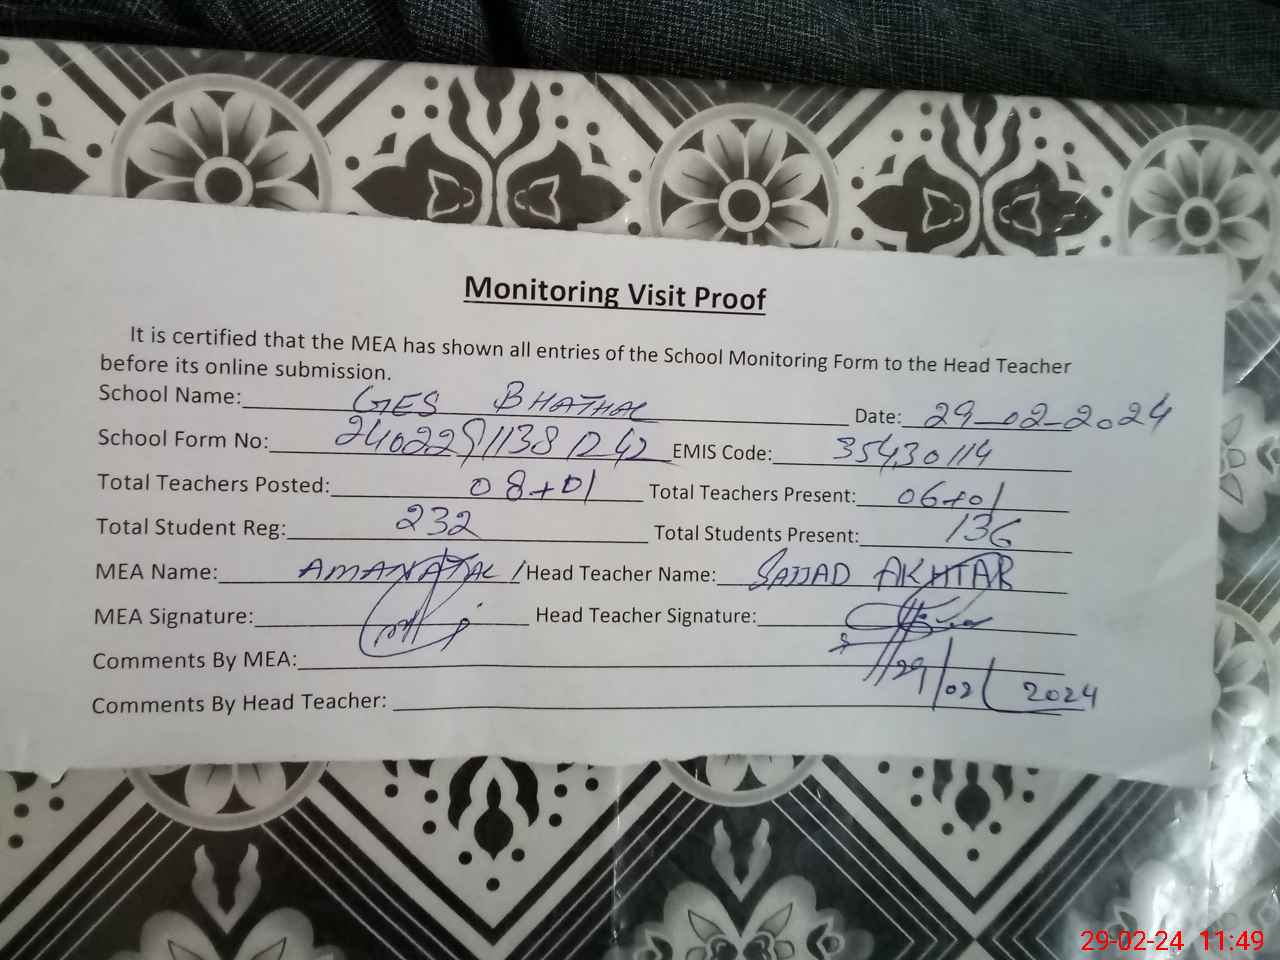 Monitoring Visit Proof
It is certified that the MEA has shown all entries of the School Monitoring Form to the Head Teacher
before its online submission.
School Name: GES BHATHAL Date: 29-02-2024
School Form No: EMIS Code: 35430114
Total Teachers Posted: 08+01 Total Teachers Present: 06+01
Total Student Reg: 232 Total Students Present: 136
MEA Name: Head Teacher Name: SAJJAD AKHTAR
MEA Signature: Head Teacher Signature:
Comments By MEA: 29/02/2024
Comments By Head Teacher:
29-02-24 11:49